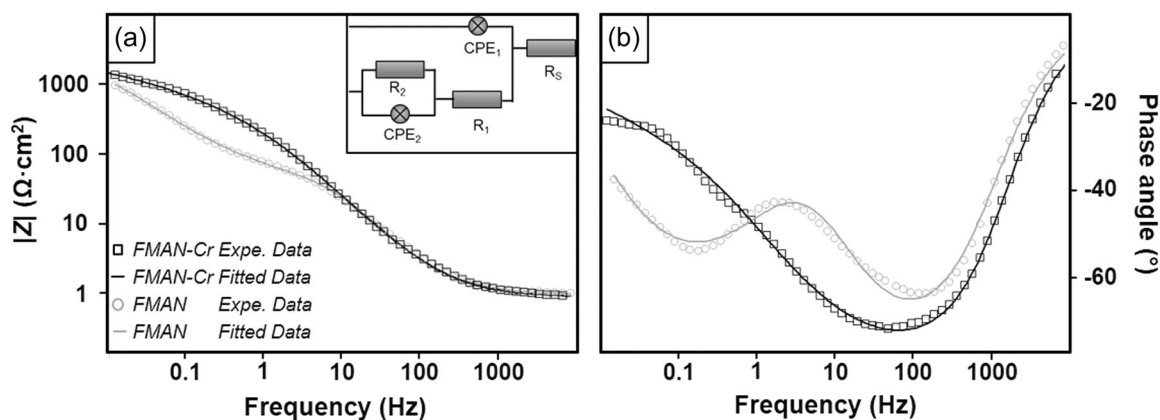 (a)
CPE₁
R_S
R₂
CPE₂
R₁
|Z| (Ω·cm²)
1000
100
10
1
FMAN-Cr Expe. Data
FMAN-Cr Fitted Data
FMAN Expe. Data
FMAN Fitted Data
0.1 1 10 100 1000
Frequency (Hz)
(b)
-20
-40
-60
Phase angle (°)
0.1 1 10 100 1000
Frequency (Hz)